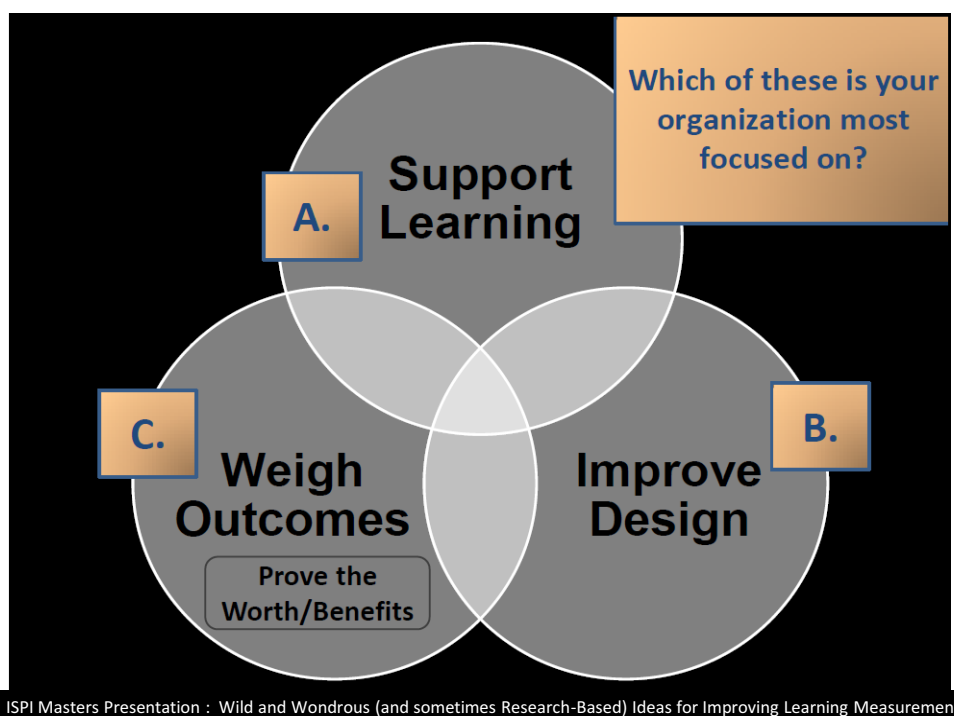 Which of these is your
organization most
focused on?
A.
Support
Learning
C.
Weigh
Outcomes
Prove the
Worth/Benefits
B.
Improve
Design
ISPI Masters Presentation : Wild and Wondrous (and sometimes Research-Based) Ideas for Improving Learning Measuremen